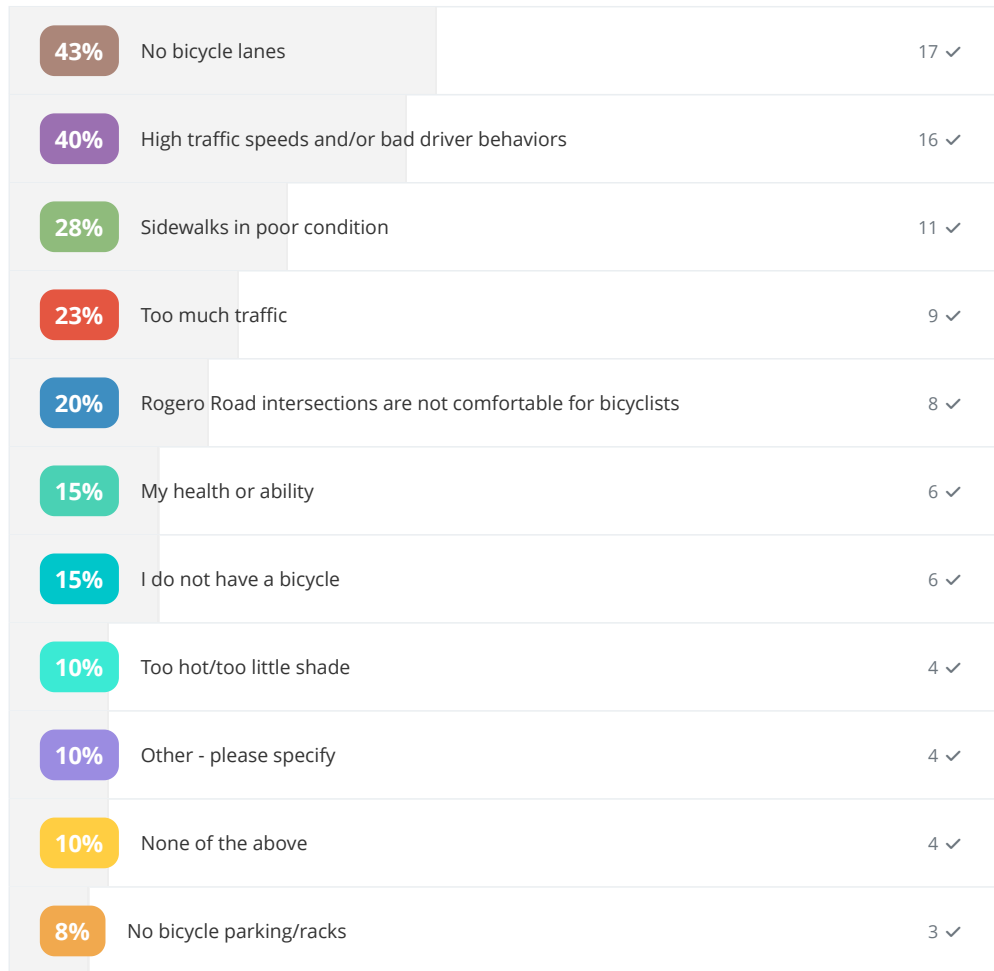 43% No bicycle lanes 17 ✓
40% High traffic speeds and/or bad driver behaviors 16 ✓
28% Sidewalks in poor condition 11 ✓
23% Too much traffic 9 ✓
20% Rogero Road intersections are not comfortable for bicyclists 8 ✓
15% My health or ability 6 ✓
15% I do not have a bicycle 6 ✓
10% Too hot/too little shade 4 ✓
10% Other - please specify 4 ✓
10% None of the above 4 ✓
8% No bicycle parking/racks 3 ✓